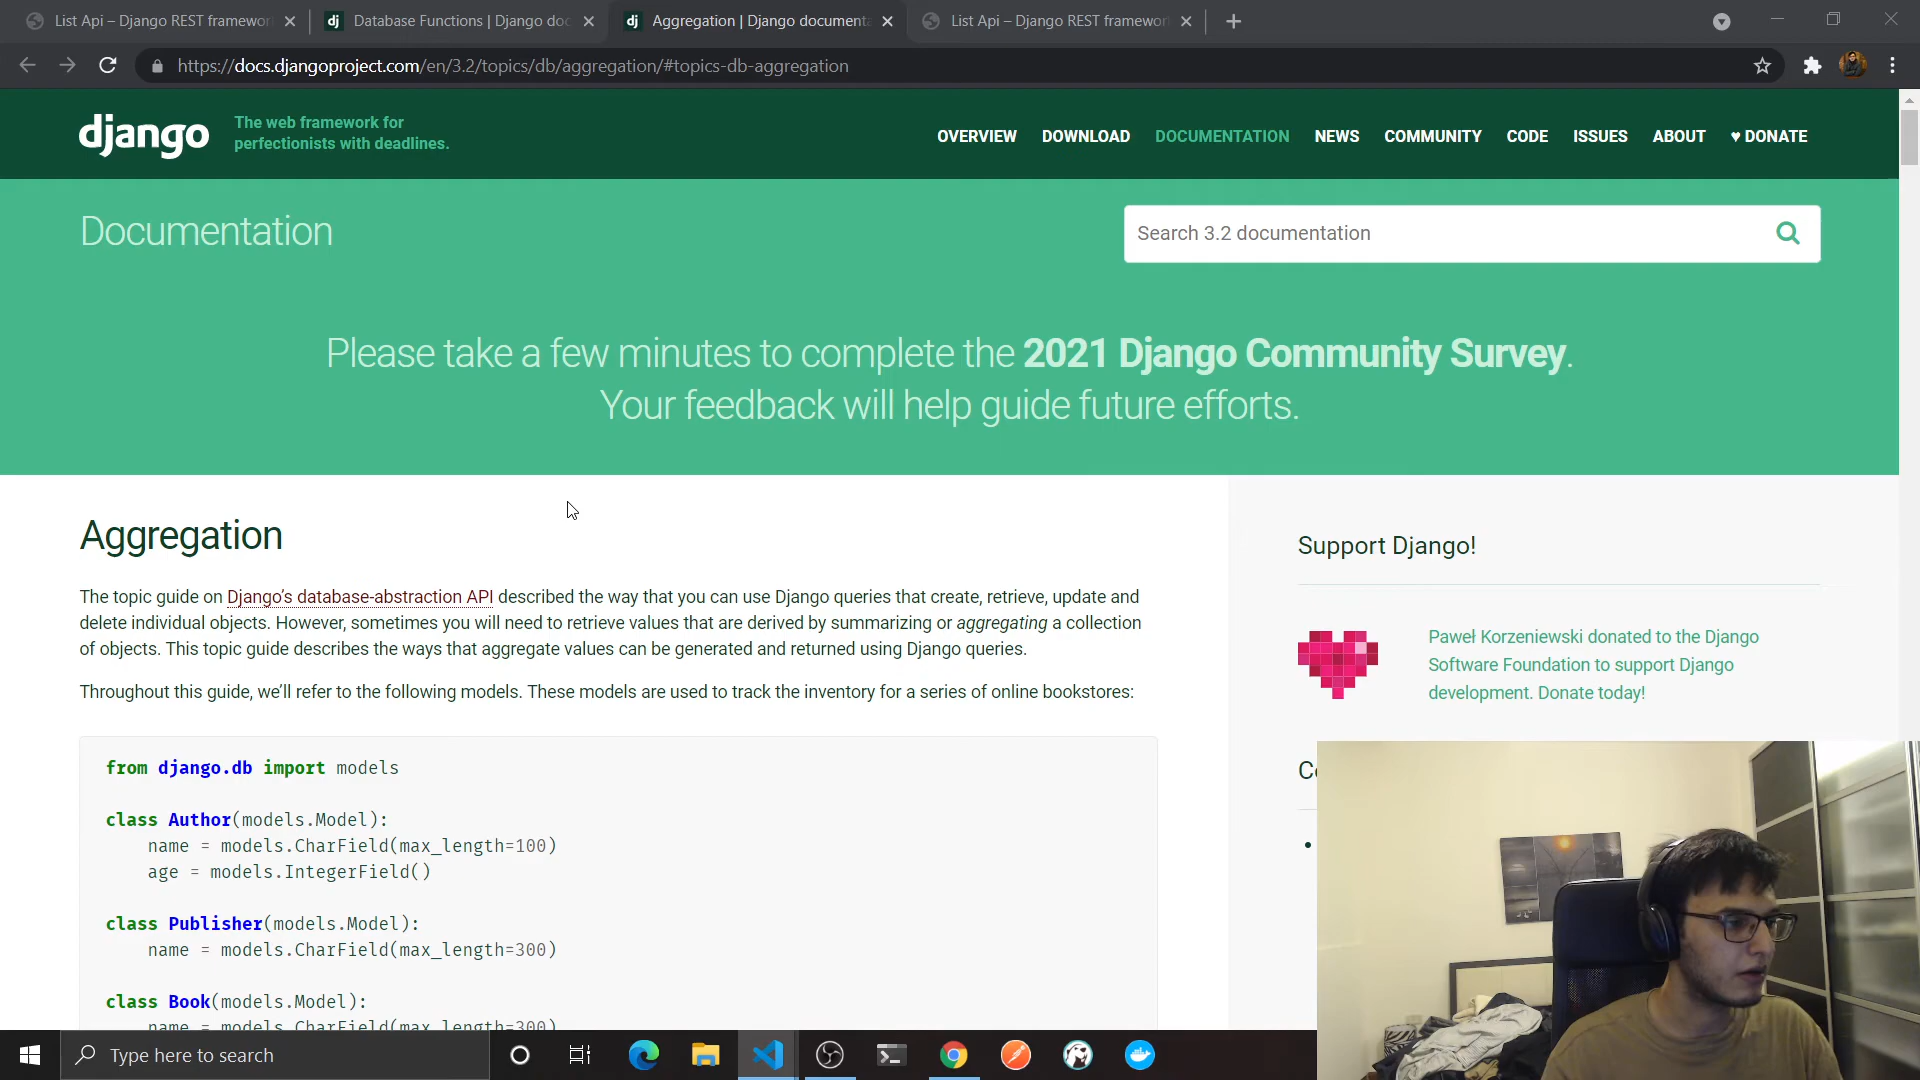 List Api – Django REST framewor
Database Functions | Django doc
Aggregation | Django documenta
List Api – Django REST framewor
https://docs.djangoproject.com/en/3.2/topics/db/aggregation/#topics-db-aggregation
django
The web framework for
perfectionists with deadlines.
OVERVIEW DOWNLOAD DOCUMENTATION NEWS COMMUNITY CODE ISSUES ABOUT ♥ DONATE
Documentation
Search 3.2 documentation
Please take a few minutes to complete the 2021 Django Community Survey.
Your feedback will help guide future efforts.
Aggregation
The topic guide on Django’s database-abstraction API described the way that you can use Django queries that create, retrieve, update and
delete individual objects. However, sometimes you will need to retrieve values that are derived by summarizing or aggregating a collection
of objects. This topic guide describes the ways that aggregate values can be generated and returned using Django queries.
Throughout this guide, we’ll refer to the following models. These models are used to track the inventory for a series of online bookstores:
from django.db import models
class Author(models.Model):
name = models.CharField(max_length=100)
age = models.IntegerField()
class Publisher(models.Model):
name = models.CharField(max_length=300)
class Book(models.Model):
name = models.CharField(max_length=300)
Support Django!
Paweł Korzeniewski donated to the Django
Software Foundation to support Django
development. Donate today!
Type here to search